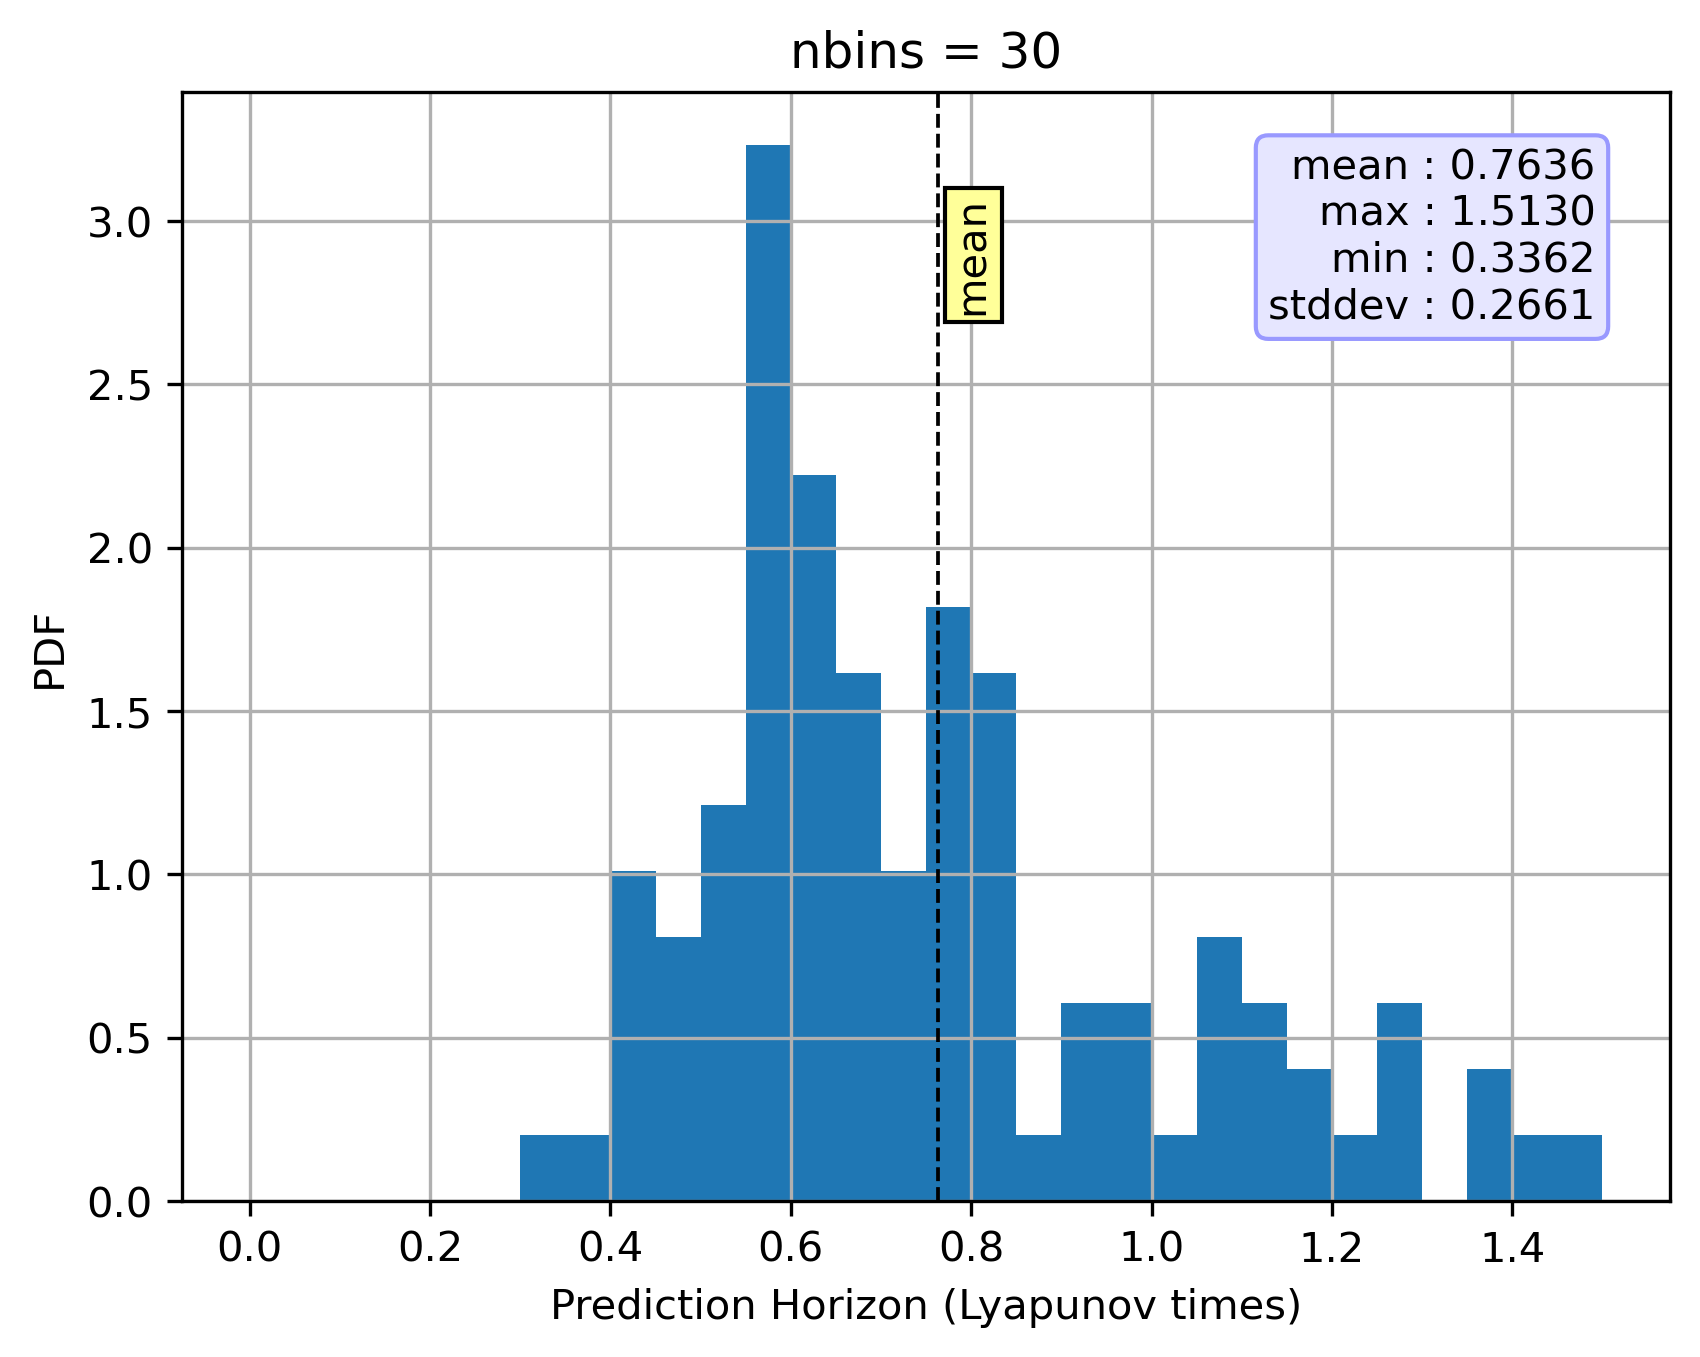 nbins = 30
mean : 0.7636
max : 1.5130
min : 0.3362
stddev : 0.2661
mean
PDF
3.0
2.5
2.0
1.5
1.0
0.5
0.0
0.0 0.2 0.4 0.6 0.8 1.0 1.2 1.4
Prediction Horizon (Lyapunov times)